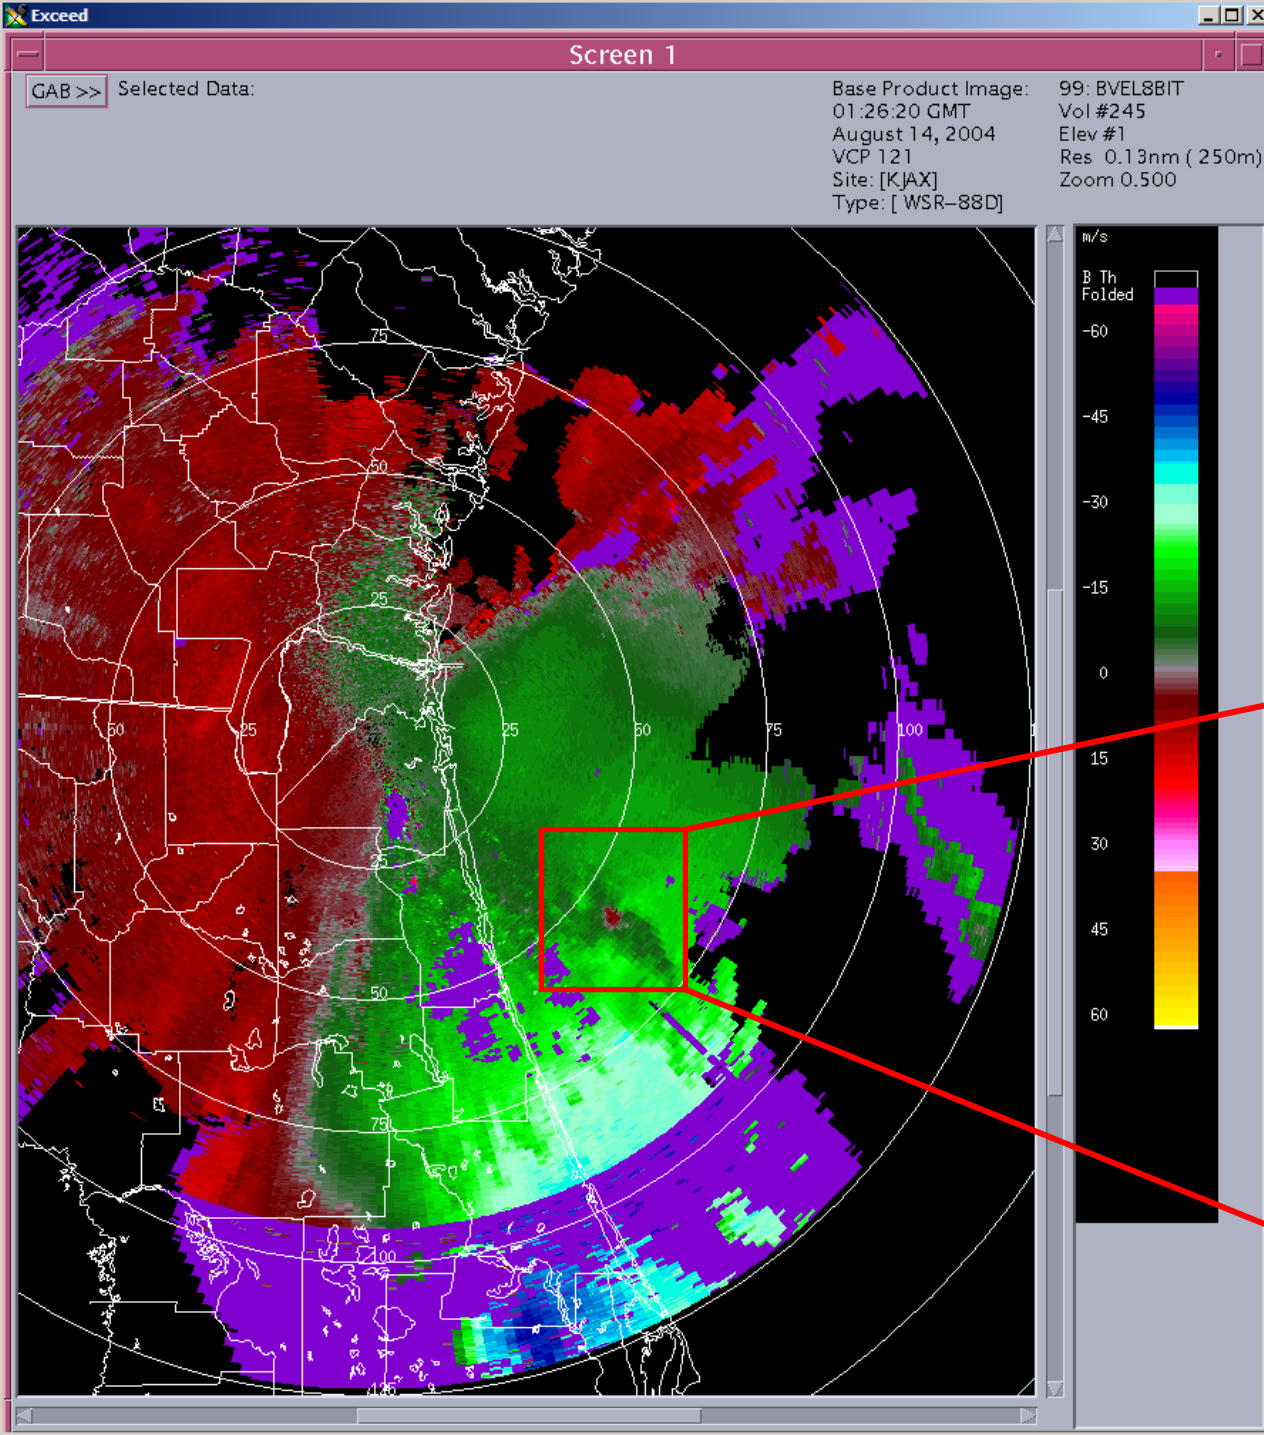 Exceed
Screen 1
GAB >> Selected Data:
Base Product Image:
01:26:20 GMT
August 14, 2004
VCP 121
Site: [KJAX]
Type: [ WSR-88D]
99: BVEL8BIT
Vol #245
Elev #1
Res 0.13nm ( 250m)
Zoom 0.500
m/s
B Th
Folded
-60
-45
-30
-15
0
15
30
45
60
75
50
25
50 25 25 50 75 100 1
25
50
75
100
125